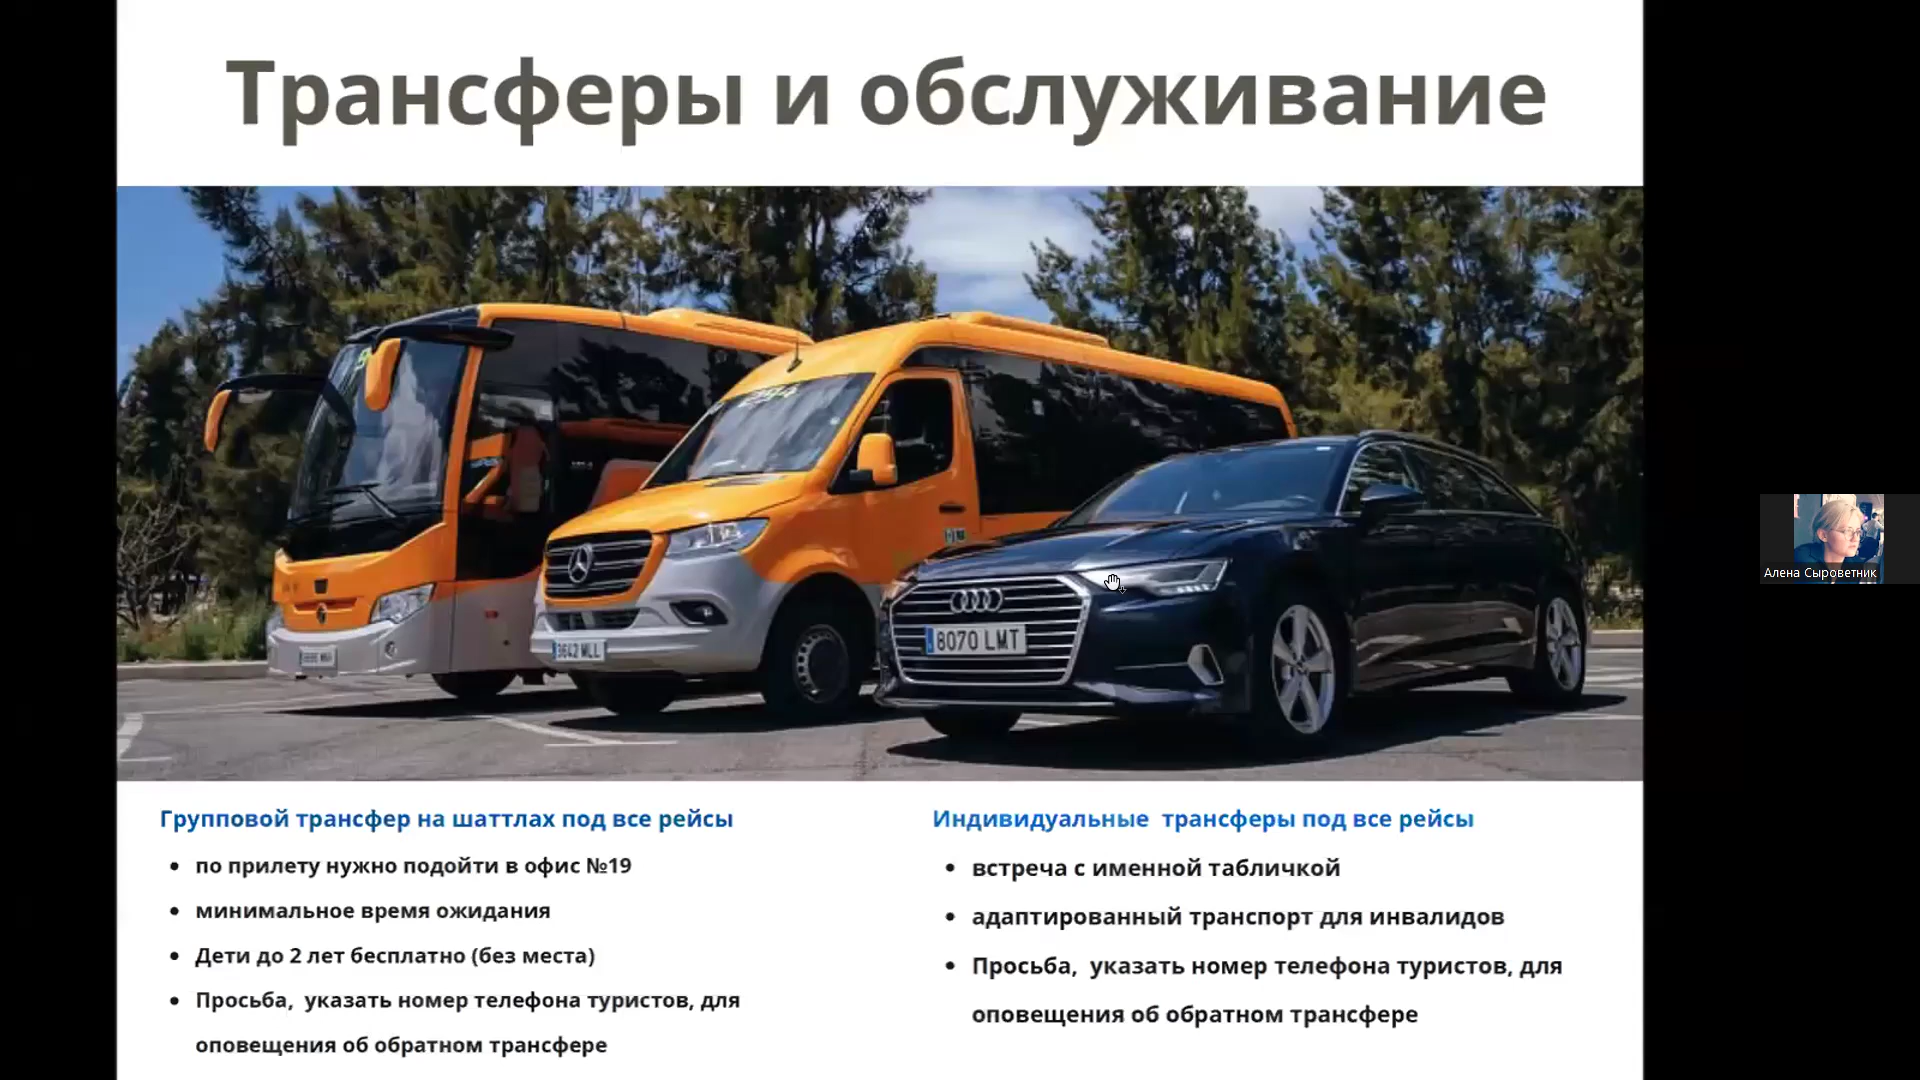 Трансферы и обслуживание
3642 MLL
8070 LMT
Алена Сыроветник
Групповой трансфер на шаттлах под все рейсы
• по прилету нужно подойти в офис №19
• минимальное время ожидания
• Дети до 2 лет бесплатно (без места)
• Просьба, указать номер телефона туристов, для
оповещения об обратном трансфере
Индивидуальные трансферы под все рейсы
• встреча с именной табличкой
• адаптированный транспорт для инвалидов
• Просьба, указать номер телефона туристов, для
оповещения об обратном трансфере